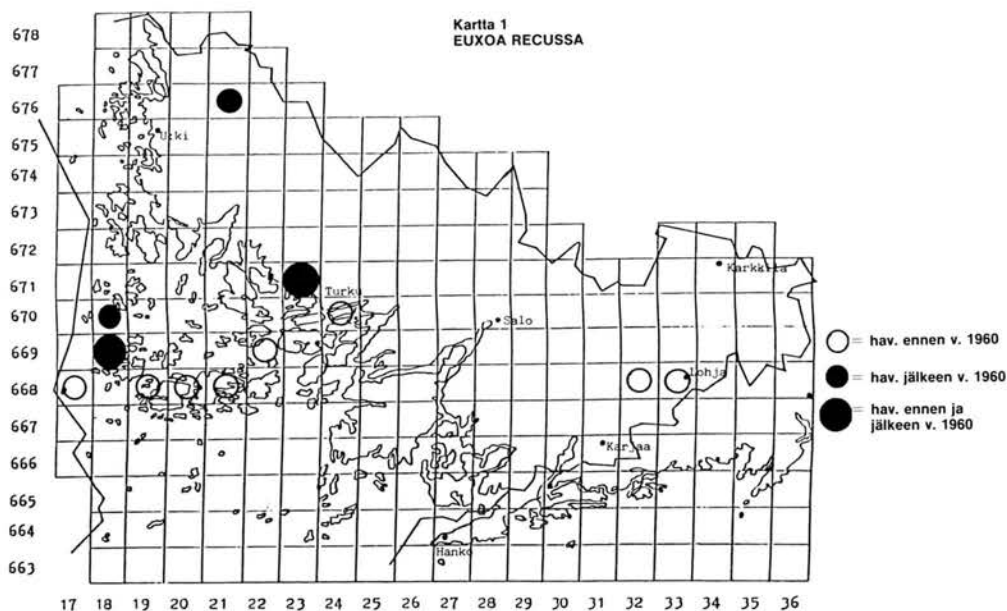 Kartta 1
EUXOA RECUSSA
678
677
676
675
674
673
672
671
670
669
668
667
666
665
664
663
U:ki
Turku
Salo
Karkkila
Lohja
Karjaa
Hanko
= hav. ennen v. 1960
= hav. jälkeen v. 1960
= hav. ennen ja
jälkeen v. 1960
17 18 19 20 21 22 23 24 25 26 27 28 29 30 31 32 33 34 35 36